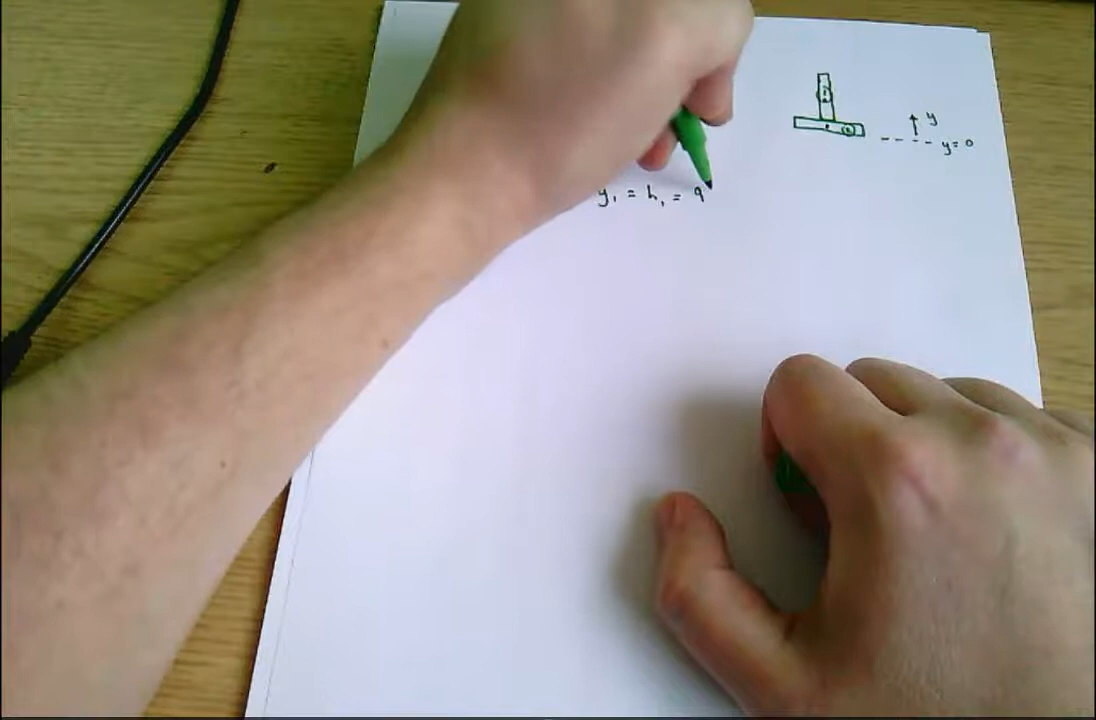 y
y = 0
y₁ = h₁ = 9